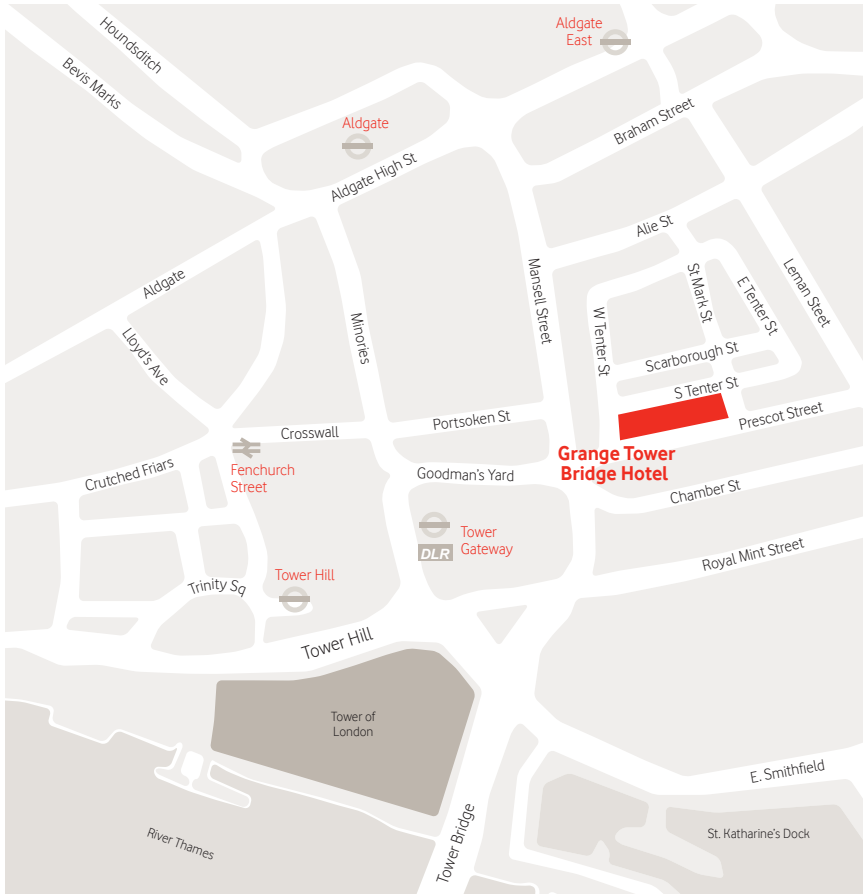 Houndsditch
Bevis Marks
Aldgate
East
Aldgate
Braham Street
Aldgate High St
Alie St
Mansell Street
St Mark St
E Tenter St
Leman Steet
Aldgate
W Tenter St
Minories
Lloyd's Ave
Scarborough St
S Tenter St
Prescot Street
Portsoken St
Crosswall
Grange Tower
Bridge Hotel
Crutched Friars
Fenchurch
Street
Goodman's Yard
Chamber St
Tower
Gateway
DLR
Royal Mint Street
Tower Hill
Trinity Sq
Tower Hill
Tower of
London
E. Smithfield
Tower Bridge
River Thames
St. Katharine's Dock